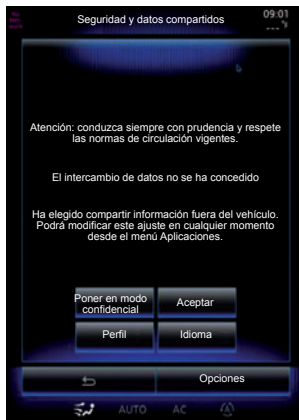 Seguridad y datos compartidos
09:01
Atención: conduzca siempre con prudencia y respete
las normas de circulación vigentes.
El intercambio de datos no se ha concedido
Ha elegido compartir información fuera del vehículo.
Podrá modificar este ajuste en cualquier momento
desde el menú Aplicaciones.
Poner en modo
confidencial
Aceptar
Perfil
Idioma
Opciones
AUTO
AC